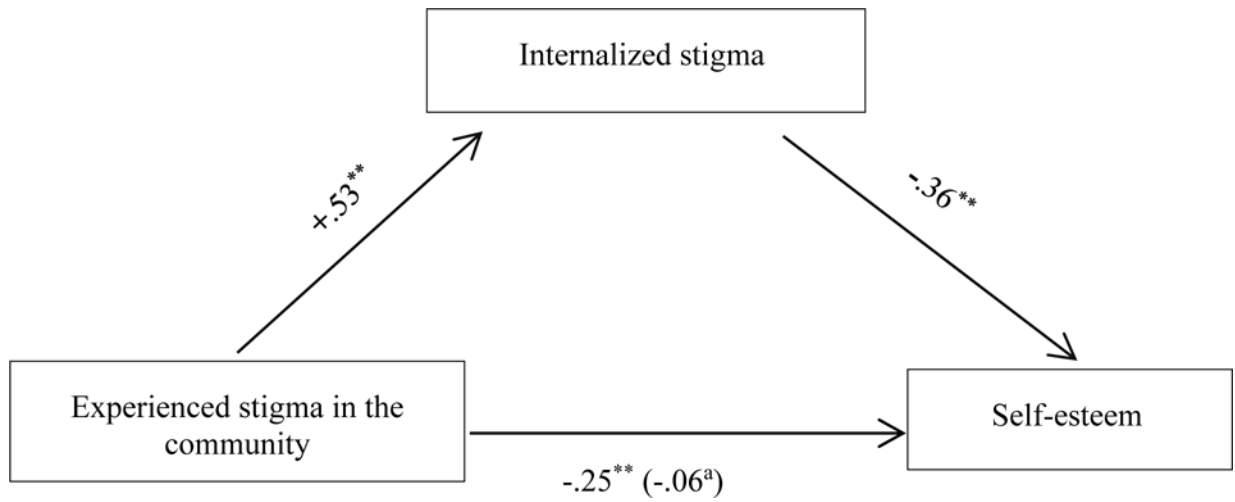 Internalized stigma
+.53**
-.36**
Experienced stigma in the
community
Self-esteem
-.25** (-.06ᵃ)